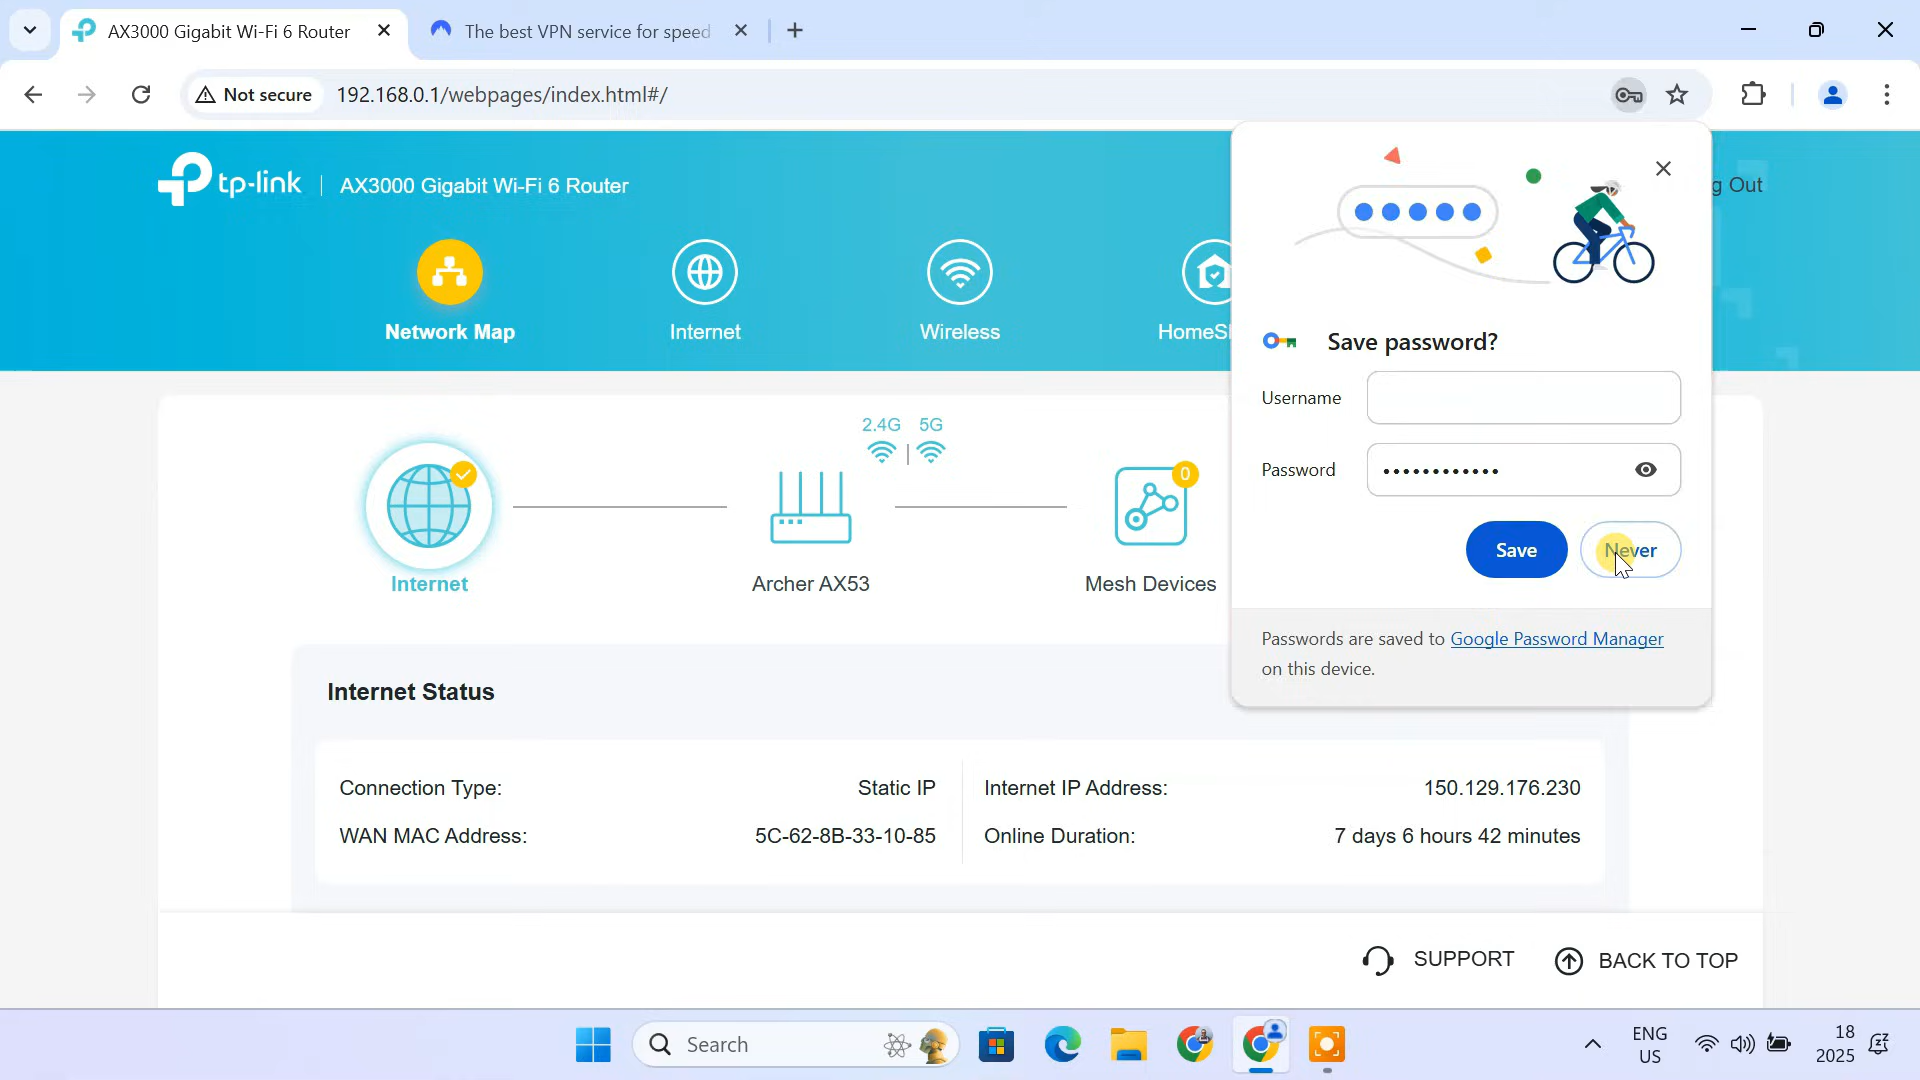 AX3000 Gigabit Wi-Fi 6 Router
The best VPN service for speed
Not secure
192.168.0.1/webpages/index.html#/
tp-link
AX3000 Gigabit Wi-Fi 6 Router
g Out
Network Map
Internet
Wireless
HomeSh
Save password?
Username
Password
Save
Never
Passwords are saved to Google Password Manager
on this device.
2.4G 5G
0
Internet
Archer AX53
Mesh Devices
Internet Status
Connection Type: Static IP
Internet IP Address: 150.129.176.230
WAN MAC Address: 5C-62-8B-33-10-85
Online Duration: 7 days 6 hours 42 minutes
SUPPORT
BACK TO TOP
Search
ENG
US
18
2025